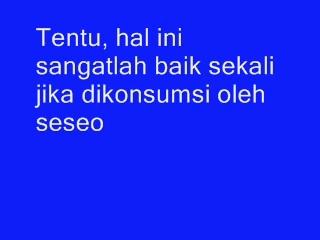 Tentu, hal ini
sangatlah baik sekali
jika dikonsumsi oleh
seseo